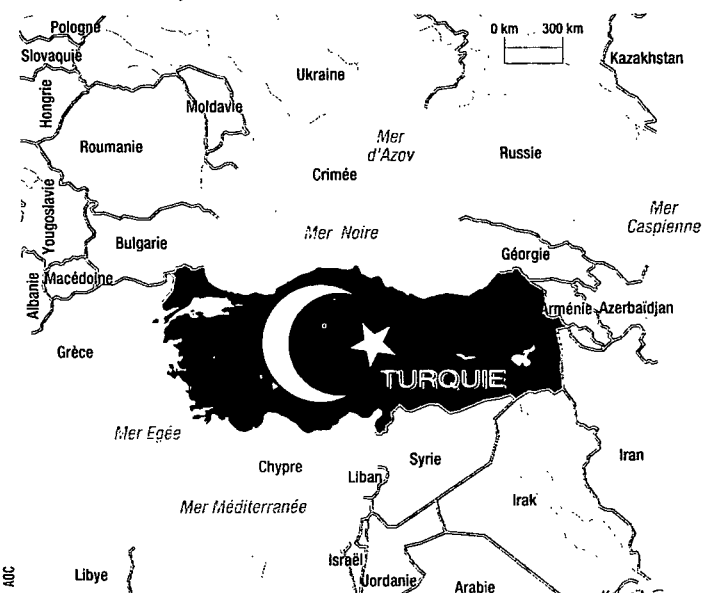 Pologne
0 km 300 km
Slovaquie
Kazakhstan
Ukraine
Hongrie
Moldavie
Mer
d'Azov
Roumanie
Russie
Crimée
Yougoslavie
Mer
Caspienne
Mer Noire
Bulgarie
Géorgie
Macédoine
Albanie
Arménie
Azerbaïdjan
Grèce
TURQUIE
Mer Egée
Chypre
Syrie
Iran
Liban
Irak
Mer Méditerranée
Israël
Libye
Jordanie
Arabie
AQC